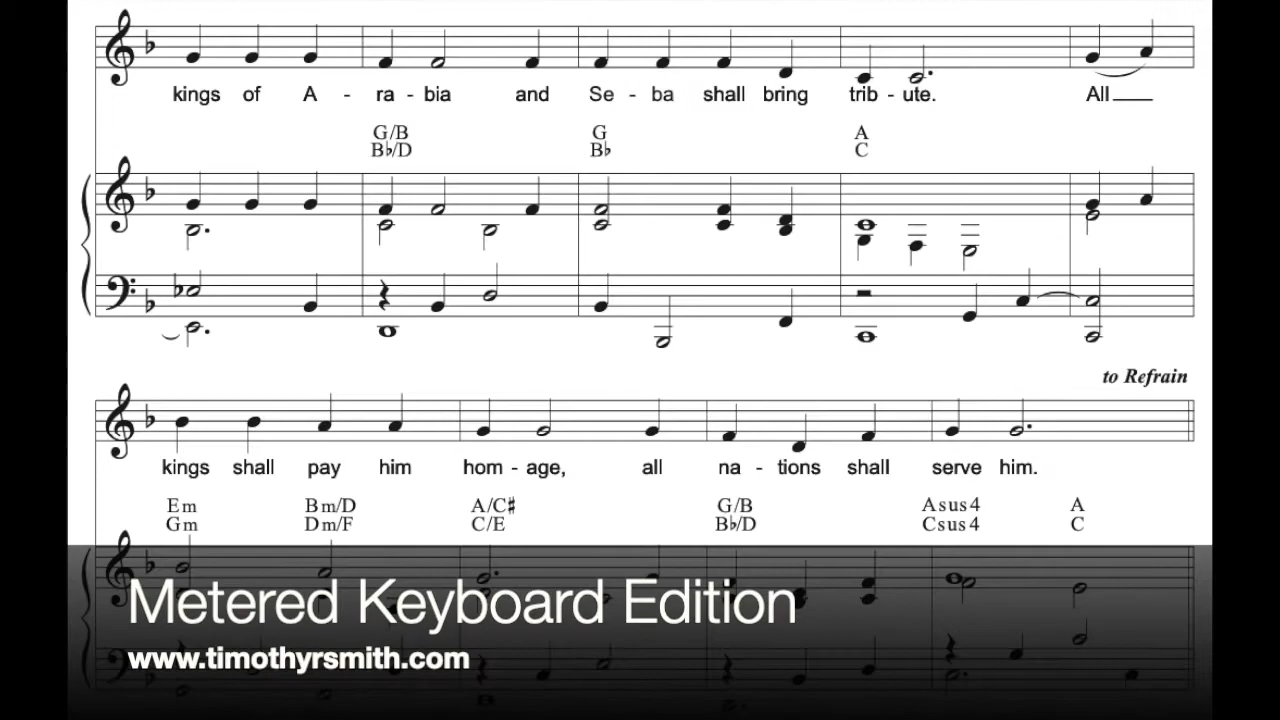 kings of A - ra - bia and Se - ba shall bring trib - ute. All
G/B G A
B♭/D B♭ C
to Refrain
kings shall pay him hom - age, all na - tions shall serve him.
Em Bm/D A/C♯ G/B Asus4 A
Gm Dm/F C/E B♭/D Csus4 C
Metered Keyboard Edition
www.timothyrsmith.com